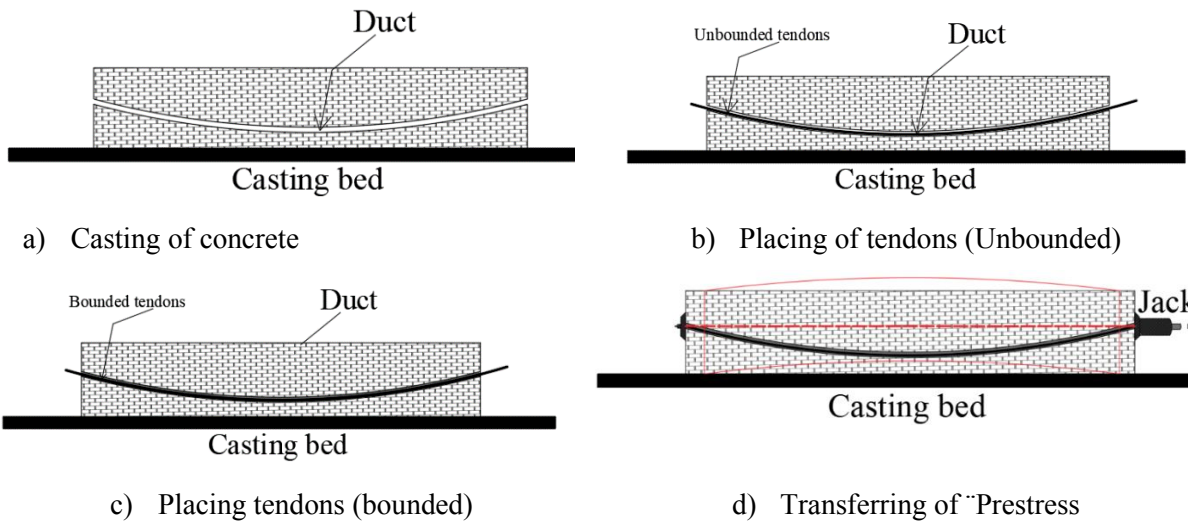 Duct
Casting bed
a) Casting of concrete
Unbounded tendons
Duct
Casting bed
b) Placing of tendons (Unbounded)
Bounded tendons
Duct
Casting bed
c) Placing tendons (bounded)
Jack
Casting bed
d) Transferring of ¨Prestress